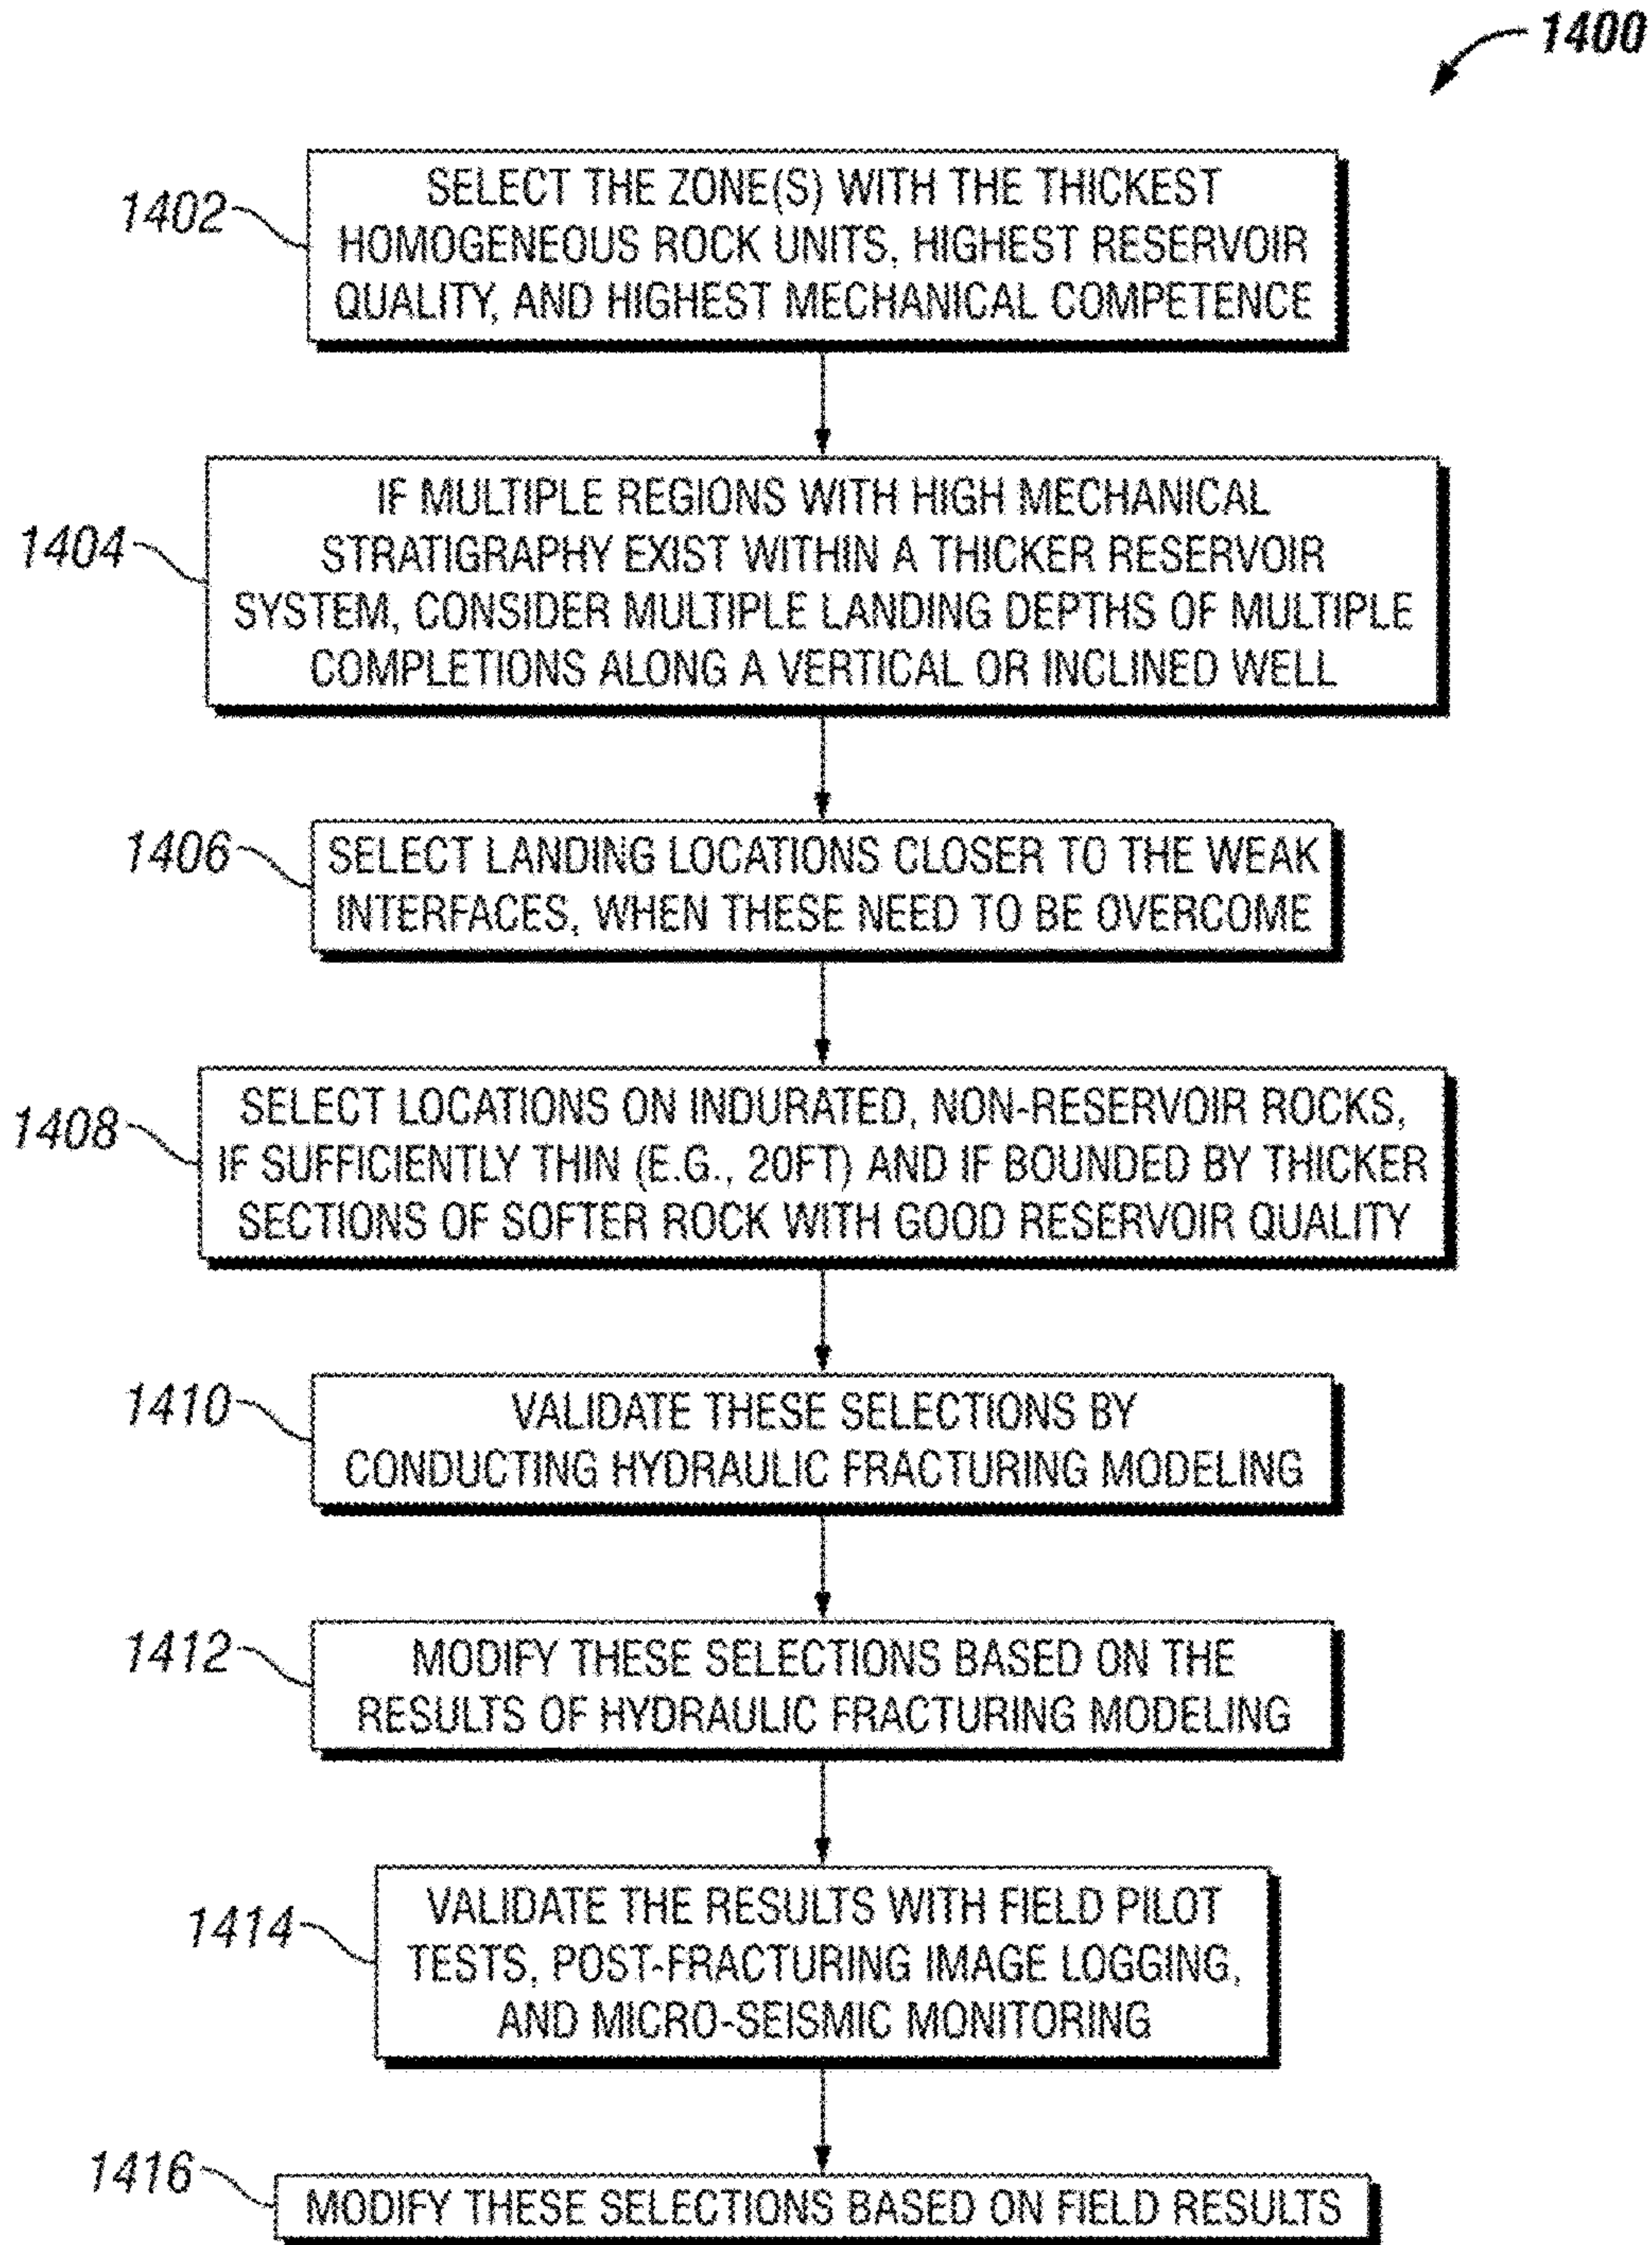 1400
1402
SELECT THE ZONE(S) WITH THE THICKEST
HOMOGENEOUS ROCK UNITS, HIGHEST RESERVOIR
QUALITY, AND HIGHEST MECHANICAL COMPETENCE
1404
IF MULTIPLE REGIONS WITH HIGH MECHANICAL
STRATIGRAPHY EXIST WITHIN A THICKER RESERVOIR
SYSTEM, CONSIDER MULTIPLE LANDING DEPTHS OF MULTIPLE
COMPLETIONS ALONG A VERTICAL OR INCLINED WELL
1406
SELECT LANDING LOCATIONS CLOSER TO THE WEAK
INTERFACES, WHEN THESE NEED TO BE OVERCOME
1408
SELECT LOCATIONS ON INDURATED, NON-RESERVOIR ROCKS,
IF SUFFICIENTLY THIN (E.G., 20FT) AND IF BOUNDED BY THICKER
SECTIONS OF SOFTER ROCK WITH GOOD RESERVOIR QUALITY
1410
VALIDATE THESE SELECTIONS BY
CONDUCTING HYDRAULIC FRACTURING MODELING
1412
MODIFY THESE SELECTIONS BASED ON THE
RESULTS OF HYDRAULIC FRACTURING MODELING
1414
VALIDATE THE RESULTS WITH FIELD PILOT
TESTS, POST-FRACTURING IMAGE LOGGING,
AND MICRO-SEISMIC MONITORING
1416
MODIFY THESE SELECTIONS BASED ON FIELD RESULTS